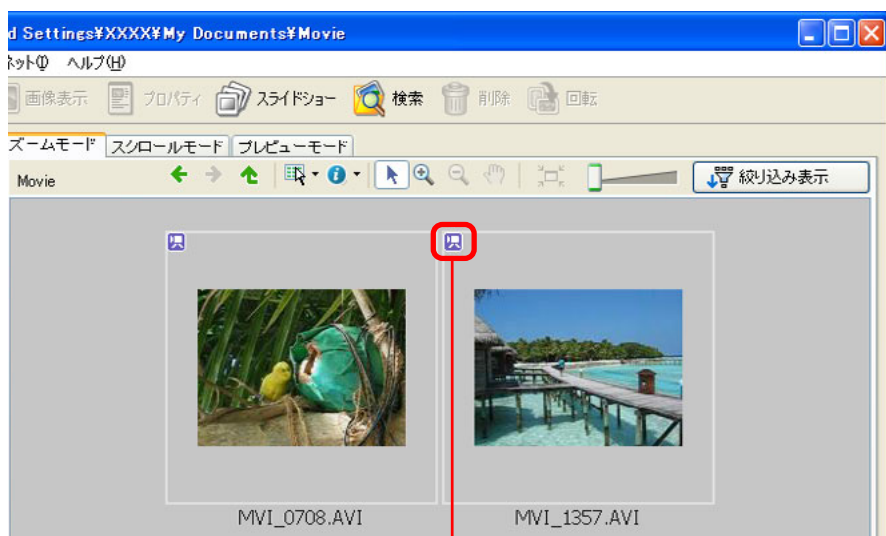 d Settings¥XXXX¥My Documents¥Movie
ネット(I) ヘルプ(H)
画像表示 プロパティ スライドショー 検索 削除 回転
ズームモード スクロールモード プレビューモード
Movie 絞り込み表示
MVI_0708.AVI MVI_1357.AVI